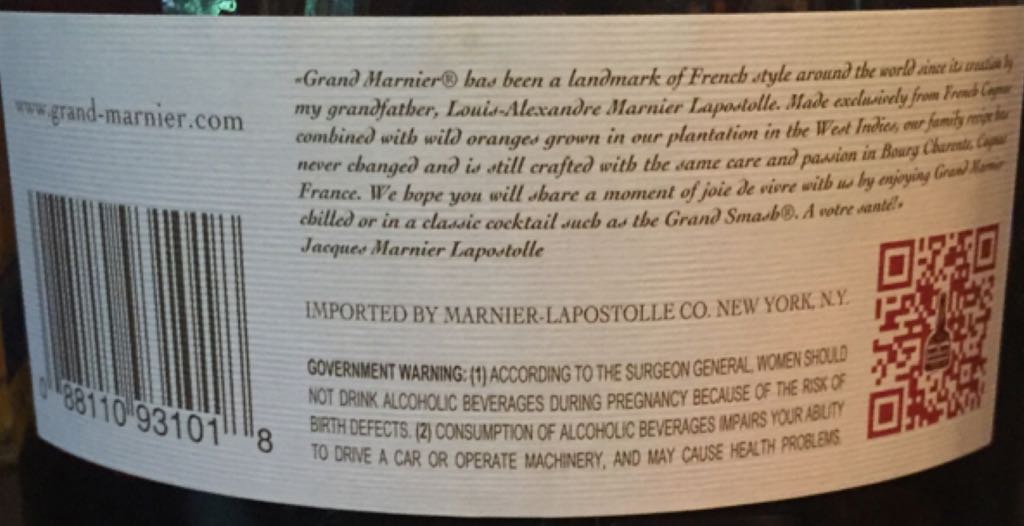 www.grand-marnier.com
«Grand Marnier® has been a landmark of French style around the world since its creation by
my grandfather, Louis-Alexandre Marnier Lapostolle. Made exclusively from French Cognac
combined with wild oranges grown in our plantation in the West Indies, our family recipe has
never changed and is still crafted with the same care and passion in Bourg Charente, Cognac
France. We hope you will share a moment of joie de vivre with us by enjoying Grand Marnier
chilled or in a classic cocktail such as the Grand Smash®. A votre santé!»
Jacques Marnier Lapostolle
IMPORTED BY MARNIER-LAPOSTOLLE CO. NEW YORK, N.Y.
GOVERNMENT WARNING: (1) ACCORDING TO THE SURGEON GENERAL, WOMEN SHOULD
NOT DRINK ALCOHOLIC BEVERAGES DURING PREGNANCY BECAUSE OF THE RISK OF
BIRTH DEFECTS. (2) CONSUMPTION OF ALCOHOLIC BEVERAGES IMPAIRS YOUR ABILITY
TO DRIVE A CAR OR OPERATE MACHINERY, AND MAY CAUSE HEALTH PROBLEMS.
0 88110 93101 8